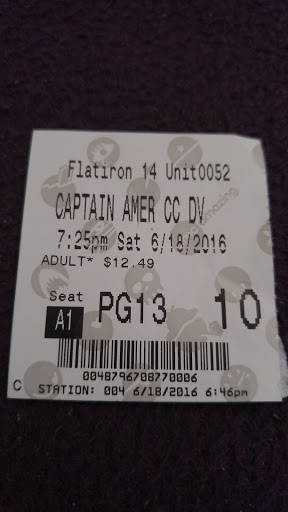 Flatiron 14 Unit0052
CAPTAIN AMER CC DV
amazing
7:25pm Sat 6/18/2016
ADULT* $12.49
Seat
A1 PG13 10
0048796708770006
C STATION: 004 6/18/2016 6:46pm